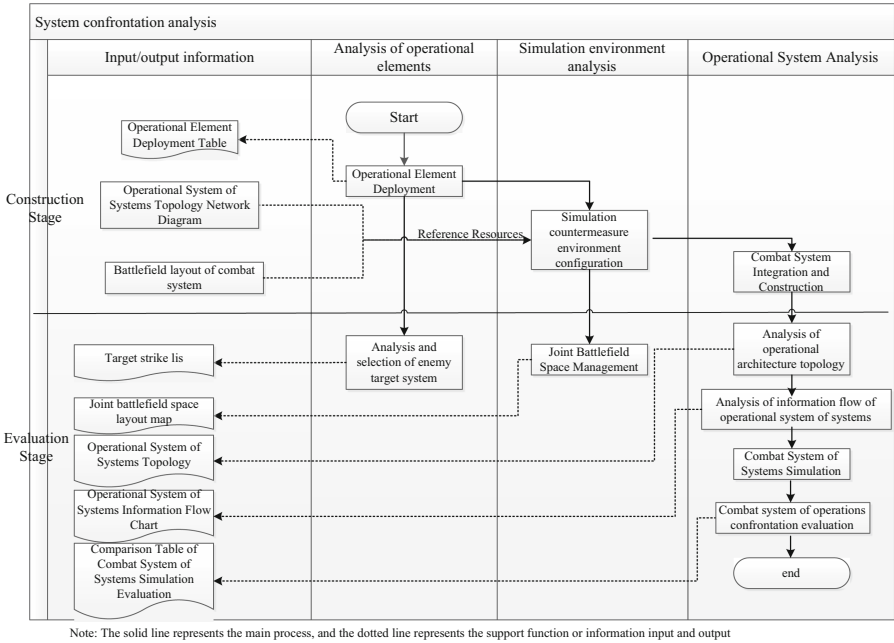 System confrontation analysis
Input/output information
Analysis of operational
elements
Simulation environment
analysis
Operational System Analysis
Construction
Stage
Start
Operational Element
Deployment Table
Operational Element
Deployment
Operational System of
Systems Topology Network
Diagram
Reference Resources
Simulation
countermeasure
environment
configuration
Battlefield layout of combat
system
Combat System
Integration and
Construction
Evaluation
Stage
Target strike lis
Analysis and
selection of enemy
target system
Joint Battlefield
Space Management
Analysis of
operational
architecture topology
Joint battlefield space
layout map
Analysis of information flow of
operational system of systems
Operational System of
Systems Topology
Combat System of
Systems Simulation
Operational System of
Systems Information Flow
Chart
Combat system of operations
confrontation evaluation
Comparison Table of
Combat System of
Systems Simulation
Evaluation
end
Note: The solid line represents the main process, and the dotted line represents the support function or information input and output